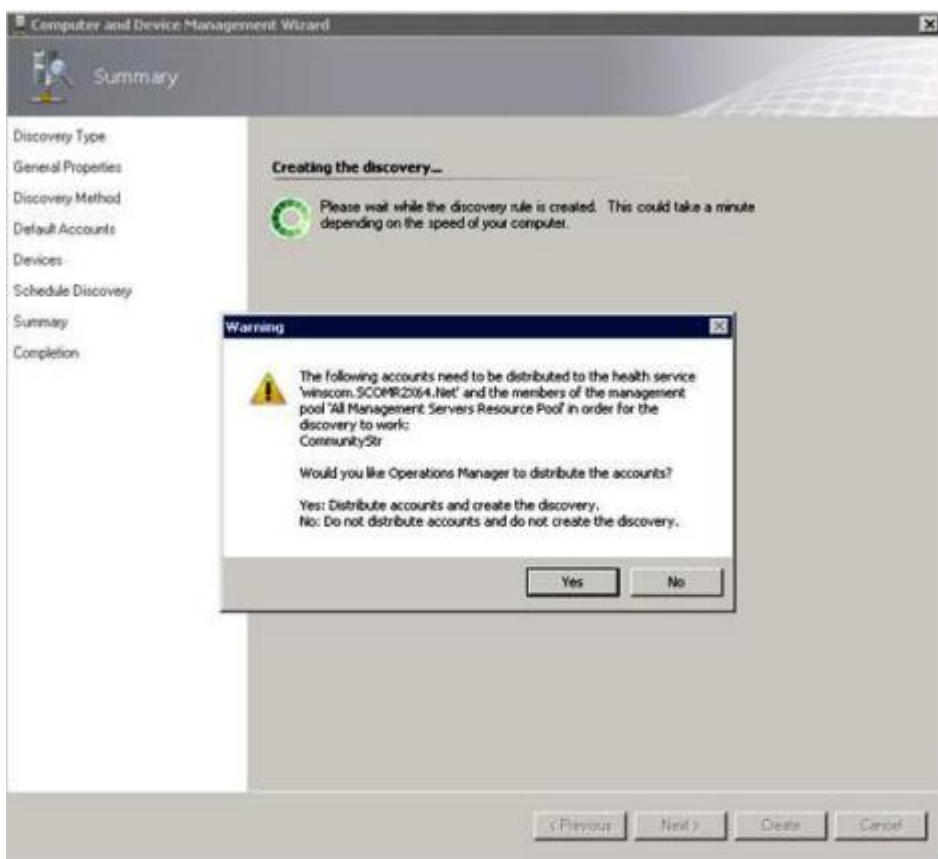 Computer and Device Management Wizard
Summary
Discovery Type
General Properties
Discovery Method
Default Accounts
Devices
Schedule Discovery
Summary
Completion
Creating the discovery...
Please wait while the discovery rule is created. This could take a minute
depending on the speed of your computer.
Warning
The following accounts need to be distributed to the health service
'winscom.SCOMR2X64.Net' and the members of the management
pool 'All Management Servers Resource Pool' in order for the
discovery to work:
CommunityStr
Would you like Operations Manager to distribute the accounts?
Yes: Distribute accounts and create the discovery.
No: Do not distribute accounts and do not create the discovery.
Yes
No
< Previous
Next >
Create
Cancel